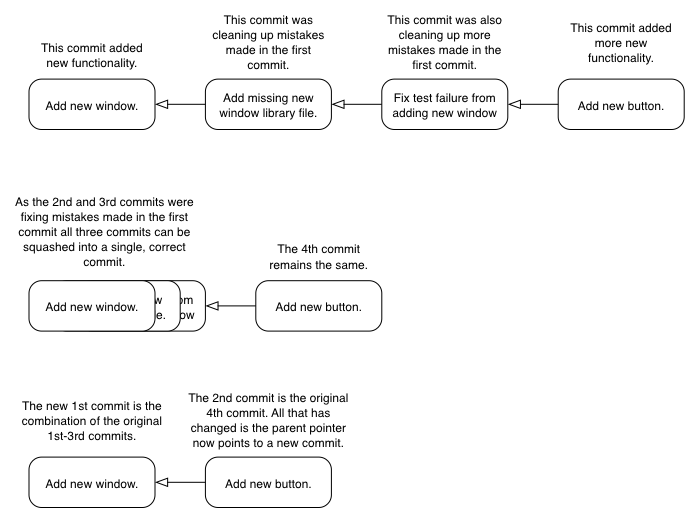 This commit added
new functionality.
This commit was
cleaning up mistakes
made in the first
commit.
This commit was also
cleaning up more
mistakes made in the
first commit.
This commit added
more new
functionality.
Add new window.
Add missing new
window library file.
Fix test failure from
adding new window
Add new button.
As the 2nd and 3rd commits were
fixing mistakes made in the first
commit all three commits can be
squashed into a single, correct
commit.
The 4th commit
remains the same.
Add new window.
w
e.
om
ow
Add new button.
The new 1st commit is the
combination of the original
1st-3rd commits.
The 2nd commit is the original
4th commit. All that has
changed is the parent pointer
now points to a new commit.
Add new window.
Add new button.